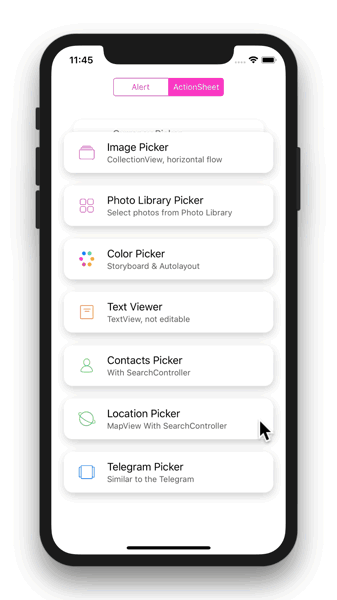 11:45
Alert
ActionSheet
Image Picker
CollectionView, horizontal flow
Photo Library Picker
Select photos from Photo Library
Color Picker
Storyboard & Autolayout
Text Viewer
TextView, not editable
Contacts Picker
With SearchController
Location Picker
MapView With SearchController
Telegram Picker
Similar to the Telegram